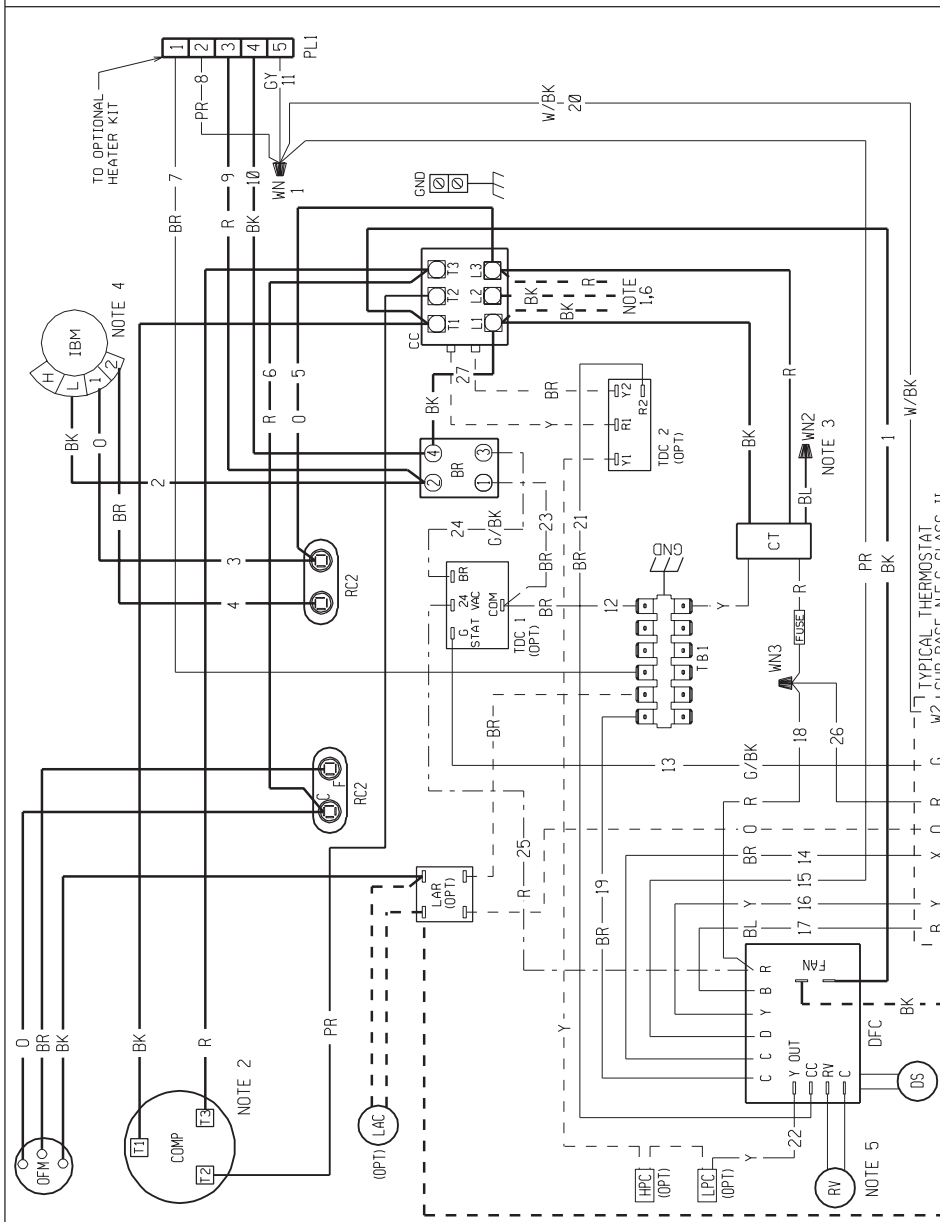 TO OPTIONAL
HEATER KIT
1
2
3
4
5
PL1
BR 7
PR 8
R 9
BK 10
GY 11
WN
1
W/BK
20
GND
IBM
H
L
1
2
NOTE 4
BK
O
BR
2
3
4
RC2
R 6
O 5
CC
T1
T2
T3
L1
L2
L3
BK
BK
R
NOTE
1,6
BK
27
BR
2
4
1
3
24
G/BK
BR 23
BR 21
Y
BR
Y1
R1
Y2
R2
TDC 2
(OPT)
G
STAT
24
VAC
BR
COM
TDC 1
(OPT)
BR 12
GND
TB1
BR
Y
CT
BK
R
BL
WN2
NOTE 3
R
FUSE
WN3
18
26
PR
BK 1
W/BK
TYPICAL THERMOSTAT
W2
G
R
O
X
Y
B
13
G/BK
R
O
BR 14
15
Y 16
BL 17
R 25
BR 19
C
F
RC2
LAR
(OPT)
LAC
(OPT)
O
BR
BK
OFM
BK
R
PR
COMP
T1
T2
T3
NOTE 2
Y
HPC
(OPT)
LPC
(OPT)
Y 22
Y OUT
CC
RV
C
C
C
D
Y
B
R
FAN
DFC
BK
DS
RV
NOTE 5